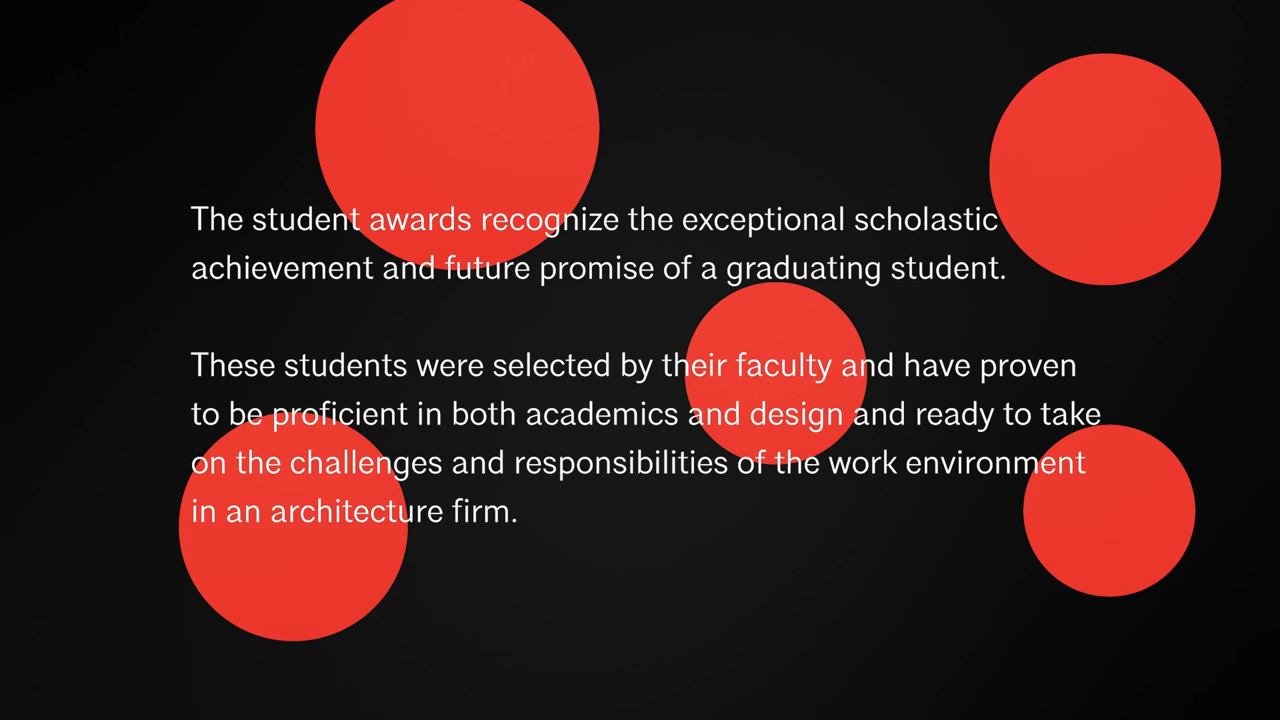 The student awards recognize the exceptional scholastic
achievement and future promise of a graduating student.
These students were selected by their faculty and have proven
to be proficient in both academics and design and ready to take
on the challenges and responsibilities of the work environment
in an architecture firm.